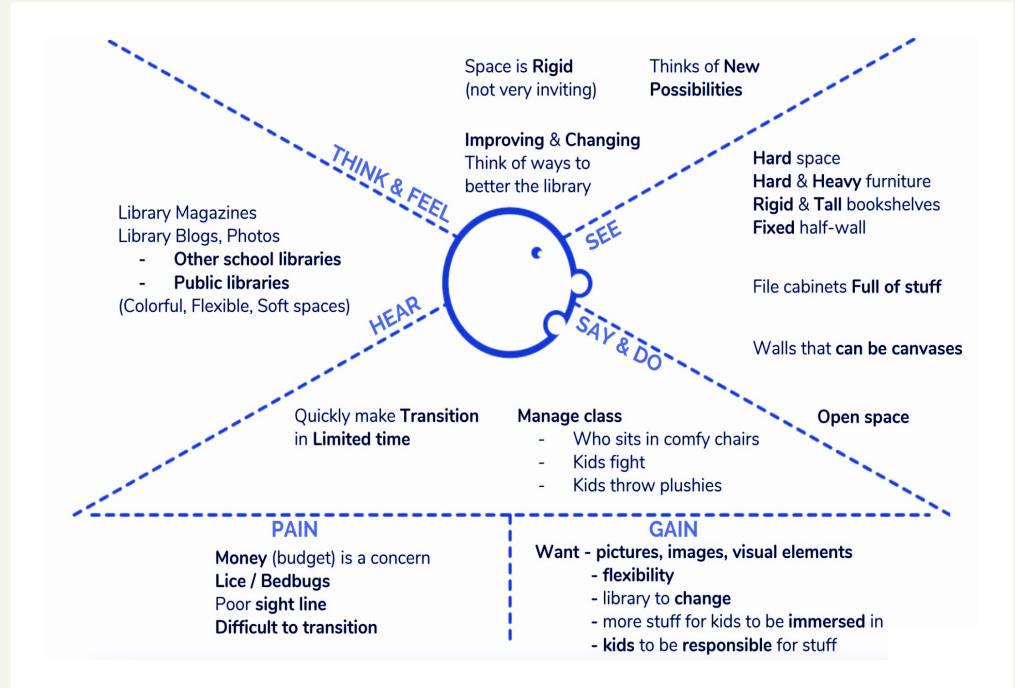 THINK & FEEL
Space is Rigid
(not very inviting)
Thinks of New
Possibilities
Improving & Changing
Think of ways to
better the library
SEE
Hard space
Hard & Heavy furniture
Rigid & Tall bookshelves
Fixed half-wall
File cabinets Full of stuff
Walls that can be canvases
Open space
HEAR
Library Magazines
Library Blogs, Photos
- Other school libraries
- Public libraries
(Colorful, Flexible, Soft spaces)
SAY & DO
Quickly make Transition
in Limited time
Manage class
- Who sits in comfy chairs
- Kids fight
- Kids throw plushies
PAIN
Money (budget) is a concern
Lice / Bedbugs
Poor sight line
Difficult to transition
GAIN
Want - pictures, images, visual elements
- flexibility
- library to change
- more stuff for kids to be immersed in
- kids to be responsible for stuff